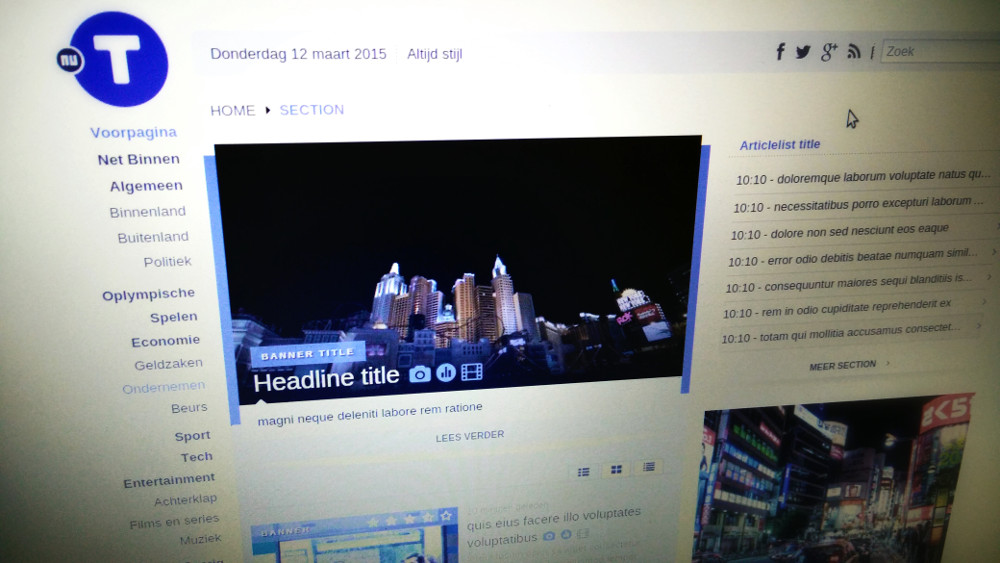 nu
T
Donderdag 12 maart 2015
Altijd stijl
Zoek
HOME
SECTION
Voorpagina
Net Binnen
Algemeen
Binnenland
Buitenland
Politiek
Oplympische
Spelen
Economie
Geldzaken
Ondernemen
Beurs
Sport
Tech
Entertainment
Achterklap
Films en series
Muziek
BANNER TITLE
Headline title
magni neque deleniti labore rem ratione
LEES VERDER
BANNER
quis eius facere illo voluptates
voluptatibus
Articlelist title
10:10 - doloremque laborum voluptate natus qu...
10:10 - necessitatibus porro excepturi laborum ...
10:10 - dolore non sed nesciunt eos eaque
10:10 - error odio debitis beatae numquam simil...
10:10 - consequuntur maiores sequi blanditiis is...
10:10 - rem in odio cupiditate reprehenderit ex
10:10 - totam qui mollitia accusamus consectet...
MEER SECTION